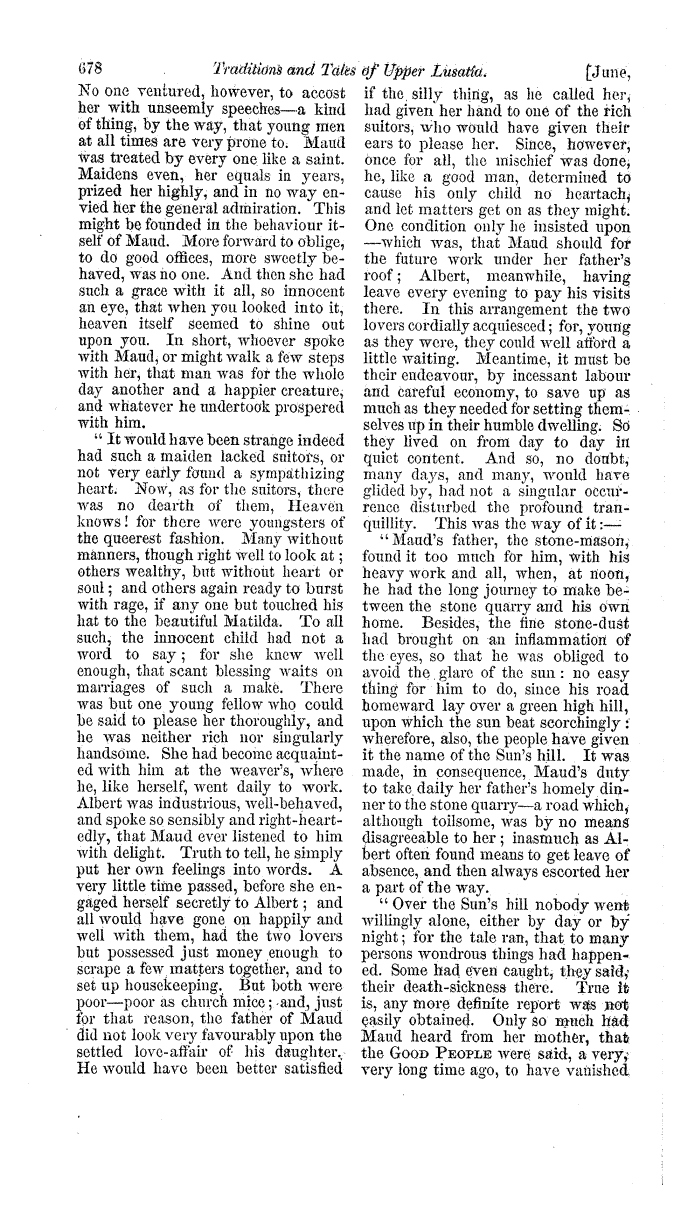 678 Traditions and Tales of Upper Lusatia. [June,
No one ventured, however, to accost
her with unseemly speeches—a kind
of thing, by the way, that young men
at all times are very prone to. Maud
was treated by every one like a saint.
Maidens even, her equals in years,
prized her highly, and in no way en-
vied her the general admiration. This
might be founded in the behaviour it-
self of Maud. More forward to oblige,
to do good offices, more sweetly be-
haved, was no one. And then she had
such a grace with it all, so innocent
an eye, that when you looked into it,
heaven itself seemed to shine out
upon you. In short, whoever spoke
with Maud, or might walk a few steps
with her, that man was for the whole
day another and a happier creature,
and whatever he undertook prospered
with him.
" It would have been strange indeed
had such a maiden lacked suitors, or
not very early found a sympathizing
heart. Now, as for the suitors, there
was no dearth of them, Heaven
knows! for there were youngsters of
the queerest fashion. Many without
manners, though right well to look at ;
others wealthy, but without heart or
soul ; and others again ready to burst
with rage, if any one but touched his
hat to the beautiful Matilda. To all
such, the innocent child had not a
word to say ; for she knew well
enough, that scant blessing waits on
marriages of such a make. There
was but one young fellow who could
be said to please her thoroughly, and
he was neither rich nor singularly
handsome. She had become acquaint-
ed with him at the weaver's, where
he, like herself, went daily to work.
Albert was industrious, well-behaved,
and spoke so sensibly and right-heart-
edly, that Maud ever listened to him
with delight. Truth to tell, he simply
put her own feelings into words. A
very little time passed, before she en-
gaged herself secretly to Albert ; and
all would have gone on happily and
well with them, had the two lovers
but possessed just money enough to
scrape a few matters together, and to
set up housekeeping. But both were
poor—poor as church mice ; and, just
for that reason, the father of Maud
did not look very favourably upon the
settled love-affair of his daughter.
He would have been better satisfied
if the silly thing, as he called her,
had given her hand to one of the rich
suitors, who would have given their
ears to please her. Since, however,
once for all, the mischief was done,
he, like a good man, determined to
cause his only child no heartach,
and let matters get on as they might.
One condition only he insisted upon
—which was, that Maud should for
the future work under her father's
roof ; Albert, meanwhile, having
leave every evening to pay his visits
there. In this arrangement the two
lovers cordially acquiesced ; for, young
as they were, they could well afford a
little waiting. Meantime, it must be
their endeavour, by incessant labour
and careful economy, to save up as
much as they needed for setting them-
selves up in their humble dwelling. So
they lived on from day to day in
quiet content. And so, no doubt,
many days, and many, would have
glided by, had not a singular occur-
rence disturbed the profound tran-
quillity. This was the way of it :—
" Maud's father, the stone-mason,
found it too much for him, with his
heavy work and all, when, at noon,
he had the long journey to make be-
tween the stone quarry and his own
home. Besides, the fine stone-dust
had brought on an inflammation of
the eyes, so that he was obliged to
avoid the glare of the sun : no easy
thing for him to do, since his road
homeward lay over a green high hill,
upon which the sun beat scorchingly :
wherefore, also, the people have given
it the name of the Sun's hill. It was
made, in consequence, Maud's duty
to take daily her father's homely din-
ner to the stone quarry—a road which,
although toilsome, was by no means
disagreeable to her ; inasmuch as Al-
bert often found means to get leave of
absence, and then always escorted her
a part of the way.
" Over the Sun's hill nobody went
willingly alone, either by day or by
night ; for the tale ran, that to many
persons wondrous things had happen-
ed. Some had even caught, they said,
their death-sickness there. True it
is, any more definite report was not
easily obtained. Only so much had
Maud heard from her mother, that
the GOOD PEOPLE were said, a very,
very long time ago, to have vanished